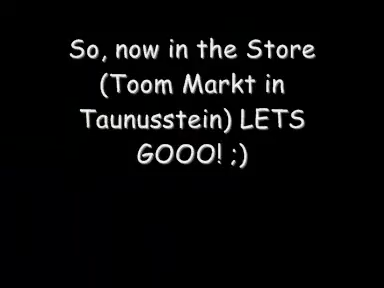 So, now in the Store
(Toom Markt in
Taunusstein) LETS
GOOO! ;)